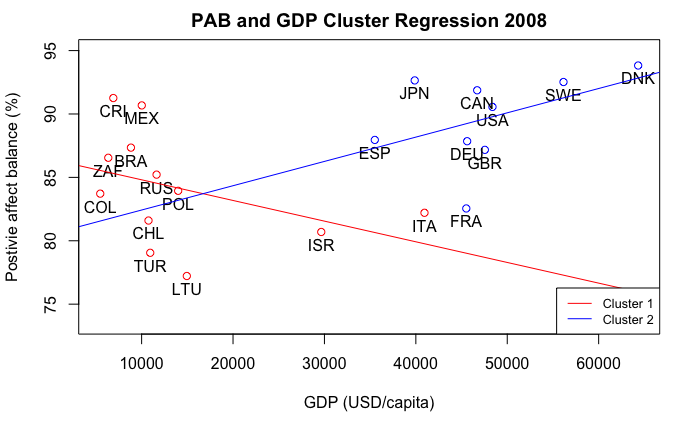 PAB and GDP Cluster Regression 2008
Postivie affect balance (%)
95
90
85
80
75
DNK
JPN
SWE
CAN
CRI
MEX
USA
ESP
DEU
BRA
GBR
ZAF
RUS
POL
COL
FRA
ITA
CHL
ISR
TUR
LTU
Cluster 1
Cluster 2
10000 20000 30000 40000 50000 60000
GDP (USD/capita)